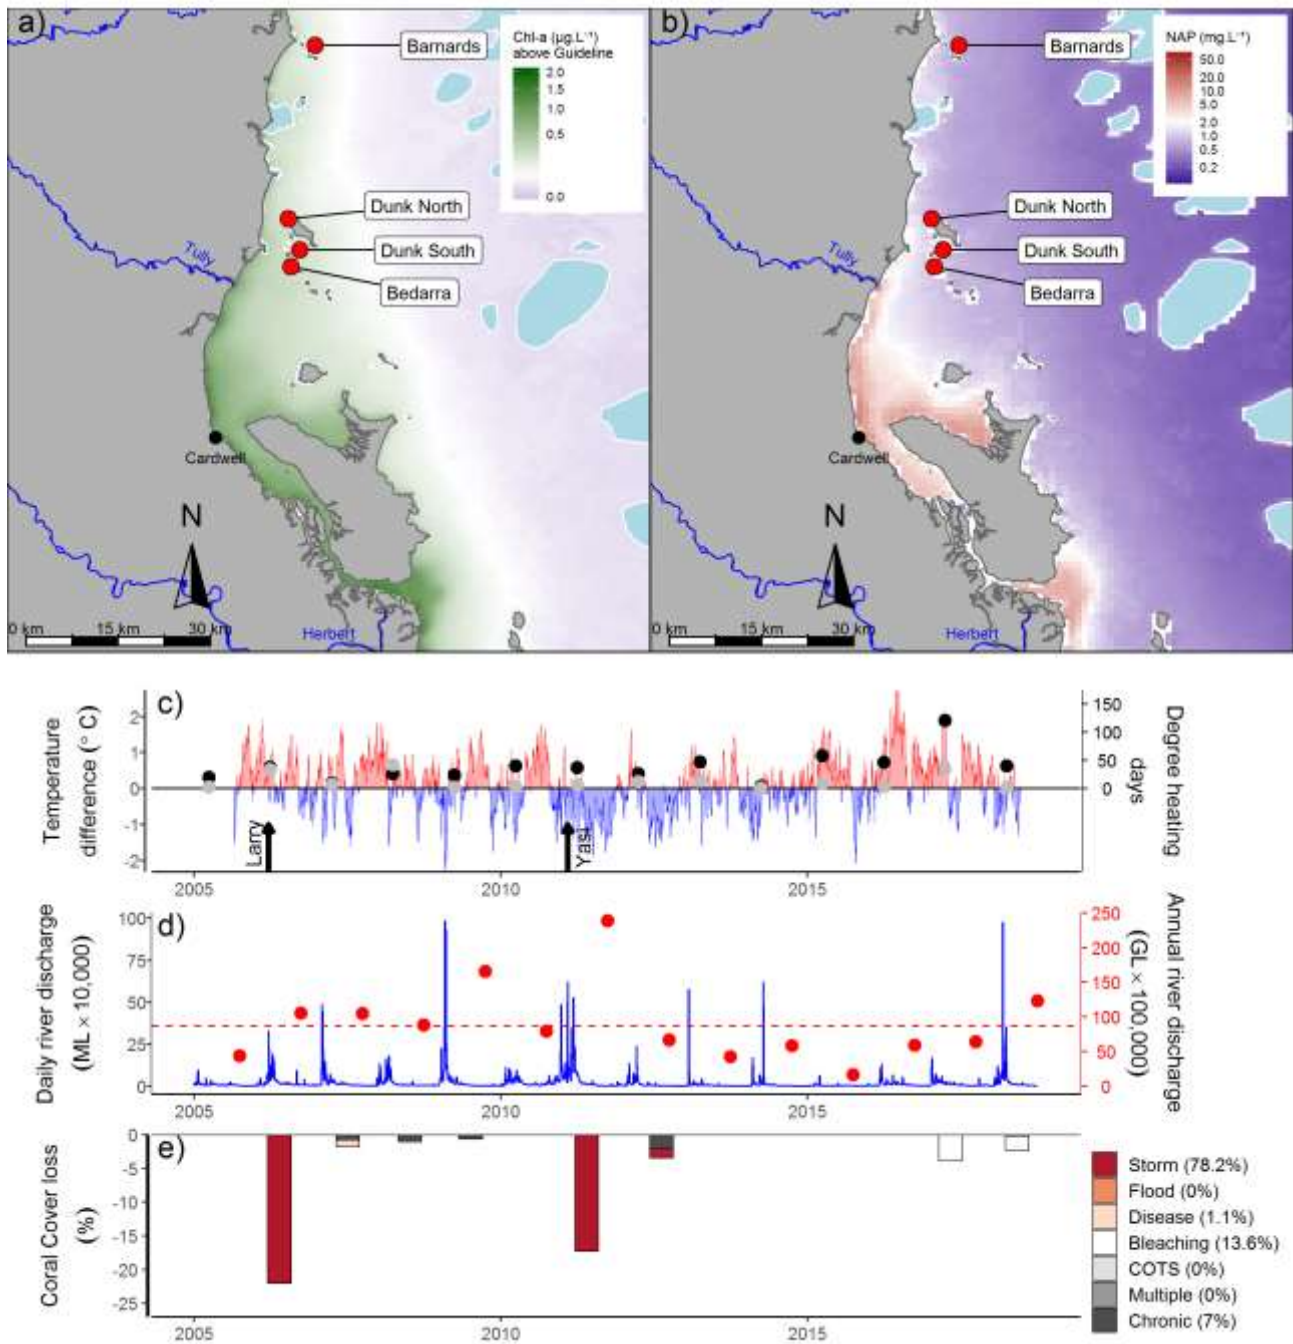 a)
Chl-a (µg.L⁻¹)
above Guideline
2.0
1.5
0.5
0.0
Barnards
Dunk North
Dunk South
Bedarra
Tully
Cardwell
N
0 km 15 km 30 km
Herbert
b)
NAP (mg.L⁻¹)
50.0
20.0
10.0
5.0
2.0
1.0
0.5
0.2
Barnards
Dunk North
Dunk South
Bedarra
Tully
Cardwell
N
0 km 15 km 30 km
Herbert
c)
Temperature
difference (° C)
2
1
0
-1
-2
Larry
Yasi
150
100
50
0
Degree heating
days
2005 2010 2015
d)
Daily river discharge
(ML × 10,000)
100
75
50
25
0
250
200
150
100
50
0
Annual river discharge
(GL × 100,000)
2005 2010 2015
e)
Coral Cover loss
(%)
0
-5
-10
-15
-20
-25
2005 2010 2015
Storm (78.2%)
Flood (0%)
Disease (1.1%)
Bleaching (13.6%)
COTS (0%)
Multiple (0%)
Chronic (7%)